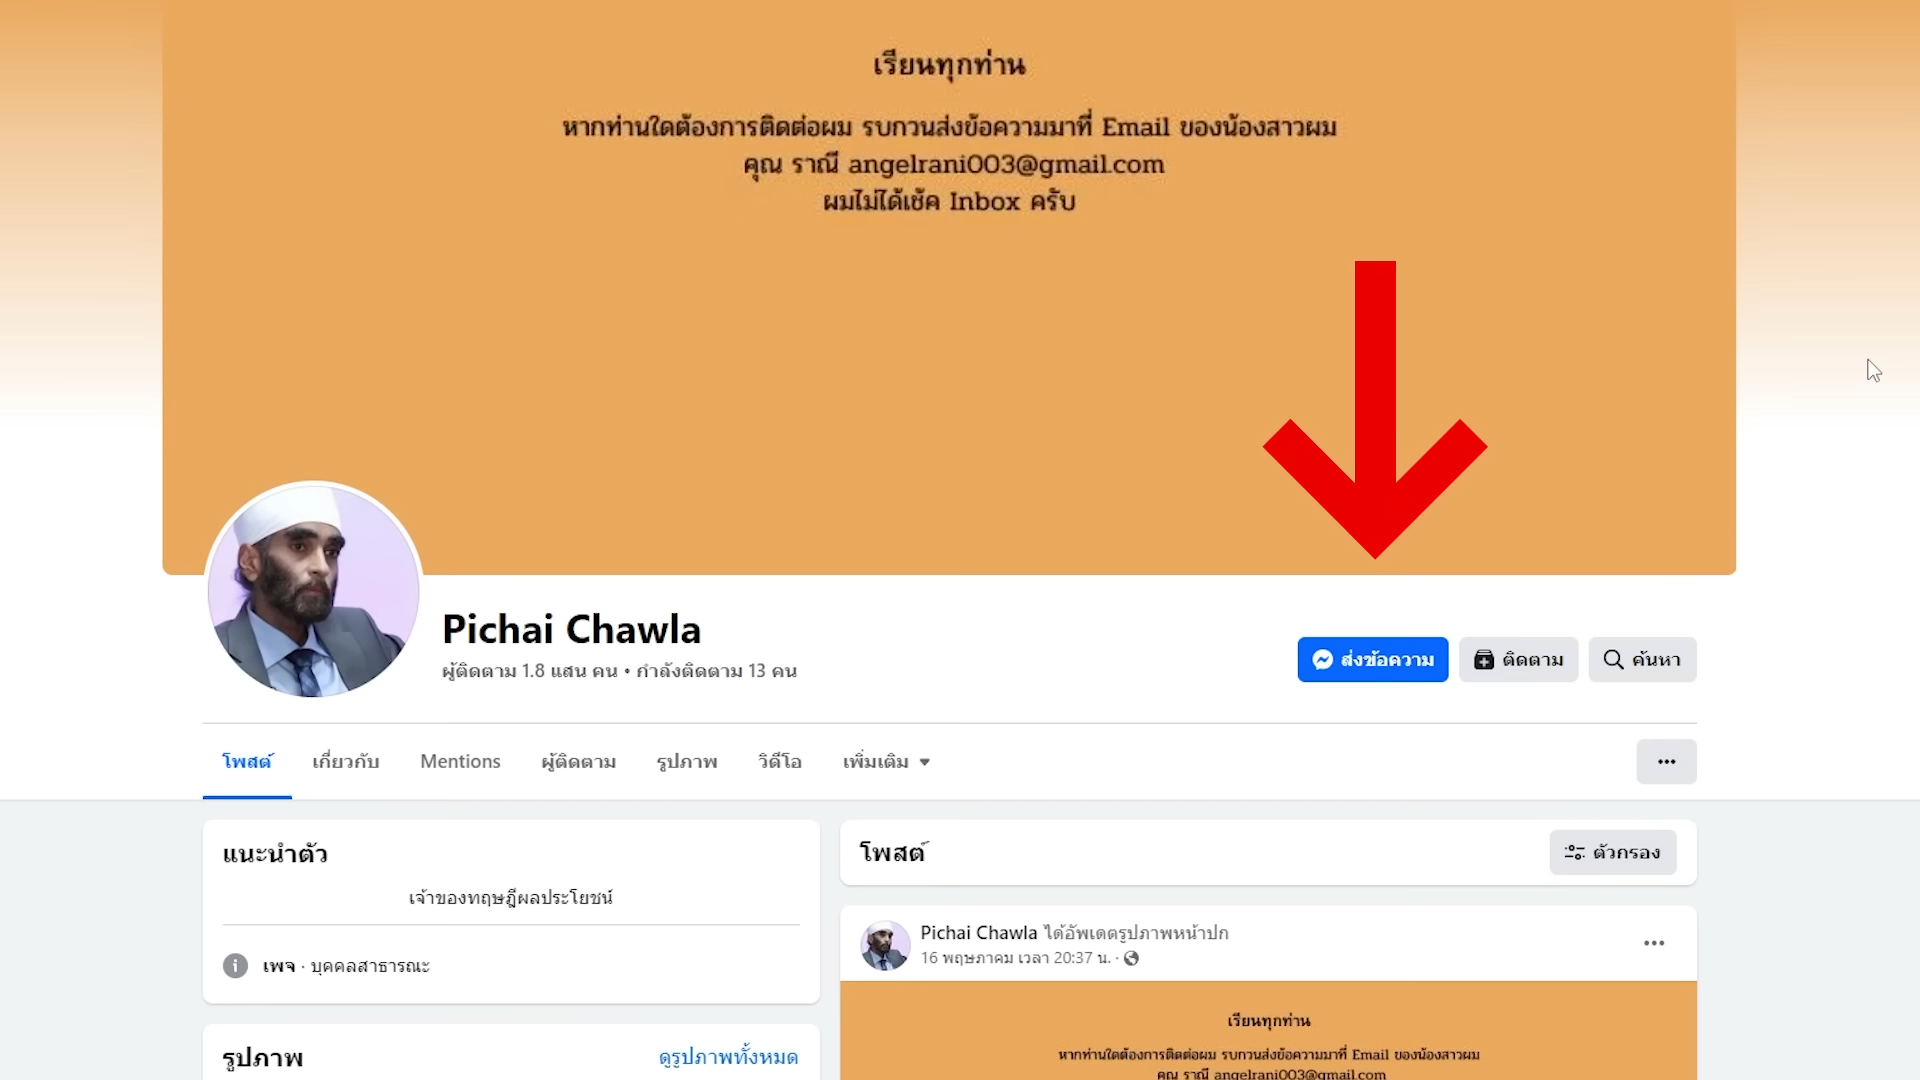 เรียนทุกท่าน
หากท่านใดต้องการติดต่อผม รบกวนส่งข้อความมาที่ Email ของน้องสาวผม
คุณ ราณี angelrani003@gmail.com
ผมไม่ได้เช้ค Inbox ครับ
Pichai Chawla
ผู้ติดตาม 1.8 แสน คน • กำลังติดตาม 13 คน
ส่งข้อความ
ติดตาม
ค้นหา
โพสต์
เกี่ยวกับ
Mentions
ผู้ติดตาม
รูปภาพ
วิดีโอ
เพิ่มเติม
แนะนำตัว
เจ้าของทฤษฎีผลประโยชน์
เพจ · บุคคลสาธารณะ
รูปภาพ
ดูรูปภาพทั้งหมด
โพสต์
ตัวกรอง
Pichai Chawla ได้อัพเดตรูปภาพหน้าปก
16 พฤษภาคม เวลา 20:37 น. ·
เรียนทุกท่าน
หากท่านใดต้องการติดต่อผม รบกวนส่งข้อความมาที่ Email ของน้องสาวผม
คุณ ราณี angelrani003@gmail.com